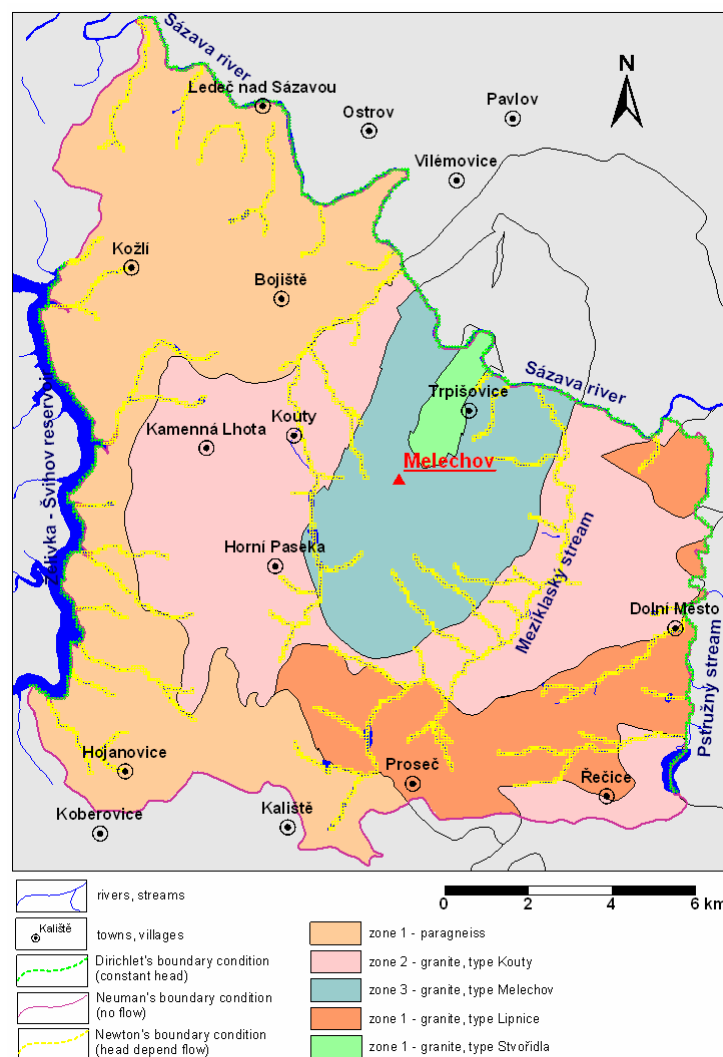 Sázava river
Ledeč nad Sázavou
N
Ostrov
Pavlov
Vilémovice
Kožlí
Bojiště
Sázava river
Trpišovice
Kouty
Kamenná Lhota
Melechov
Želivka - Švihov reservoir
Horní Paseka
Meziklaský stream
Dolní Město
Pstružný stream
Hojanovice
Proseč
Řečice
Koberovice
Kaliště
rivers, streams
Kaliště
towns, villages
Dirichlet's boundary condition
(constant head)
Neuman's boundary condition
(no flow)
Newton's boundary condition
(head depend flow)
0 2 4 6 km
zone 1 - paragneiss
zone 2 - granite, type Kouty
zone 3 - granite, type Melechov
zone 1 - granite, type Lipnice
zone 1 - granite, type Stvořidla